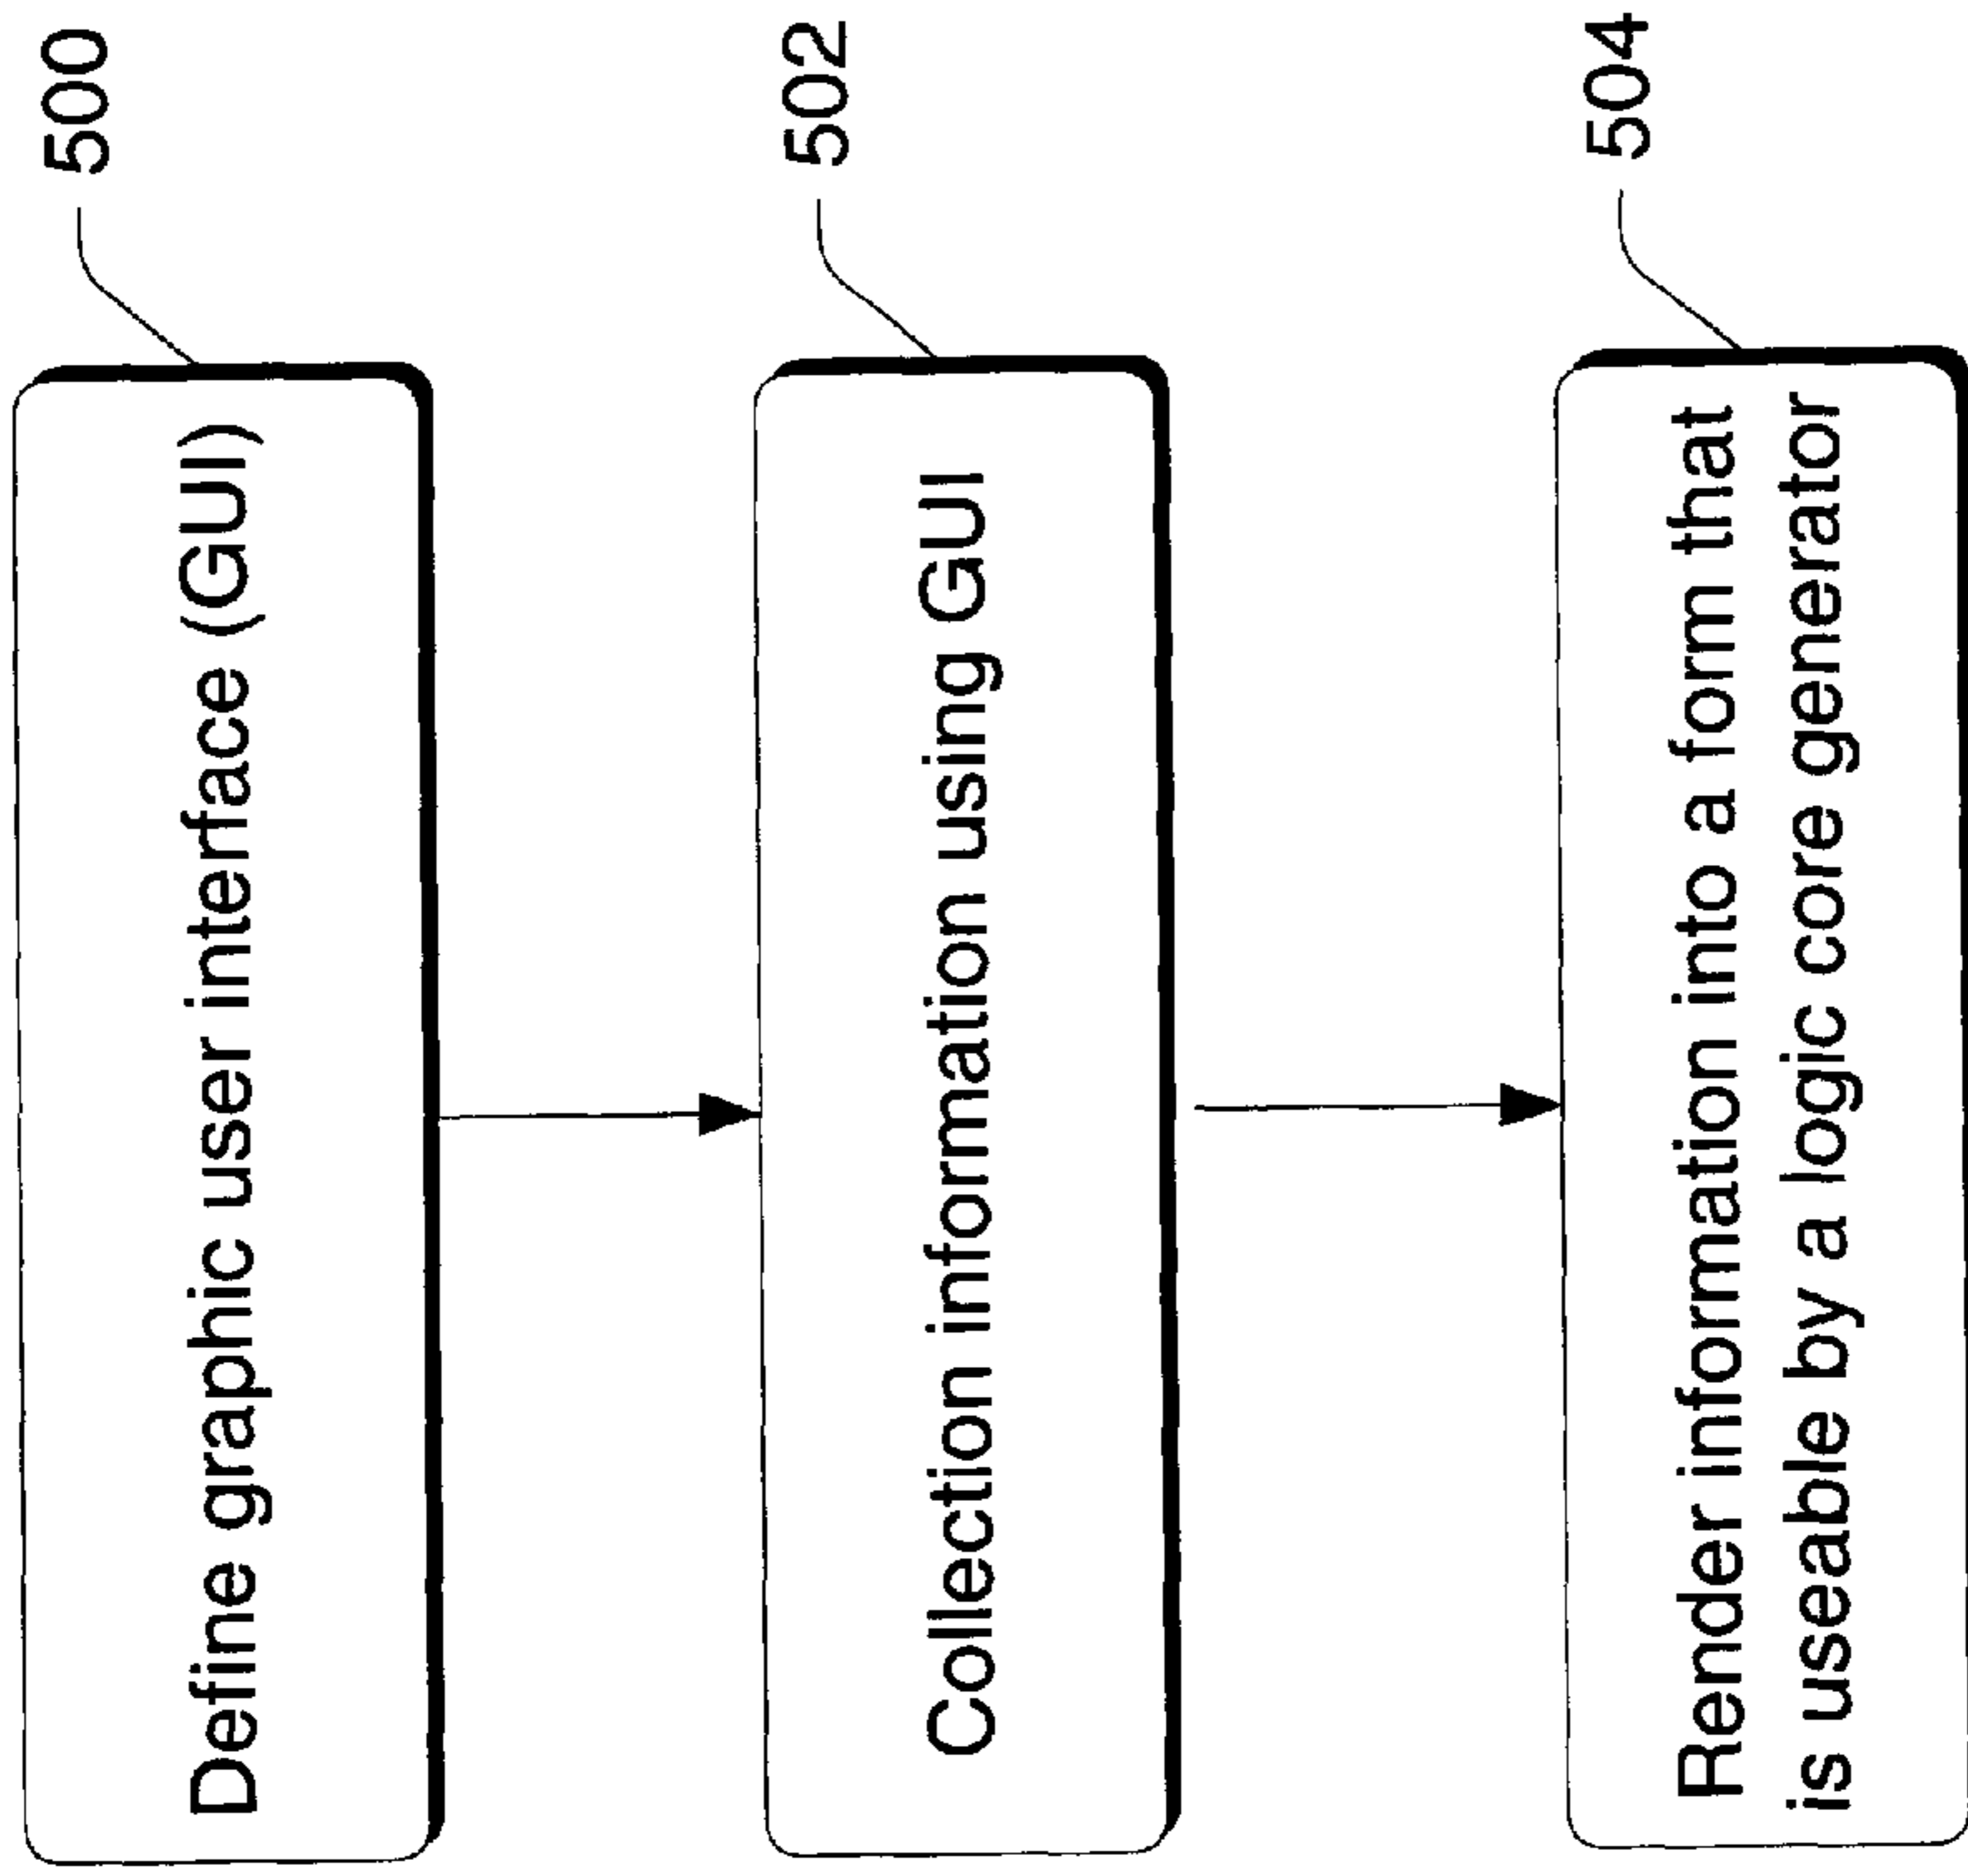 Define graphic user interface (GUI)
500
Collection information using GUI
502
Render information into a form that
is useable by a logic core generator
504